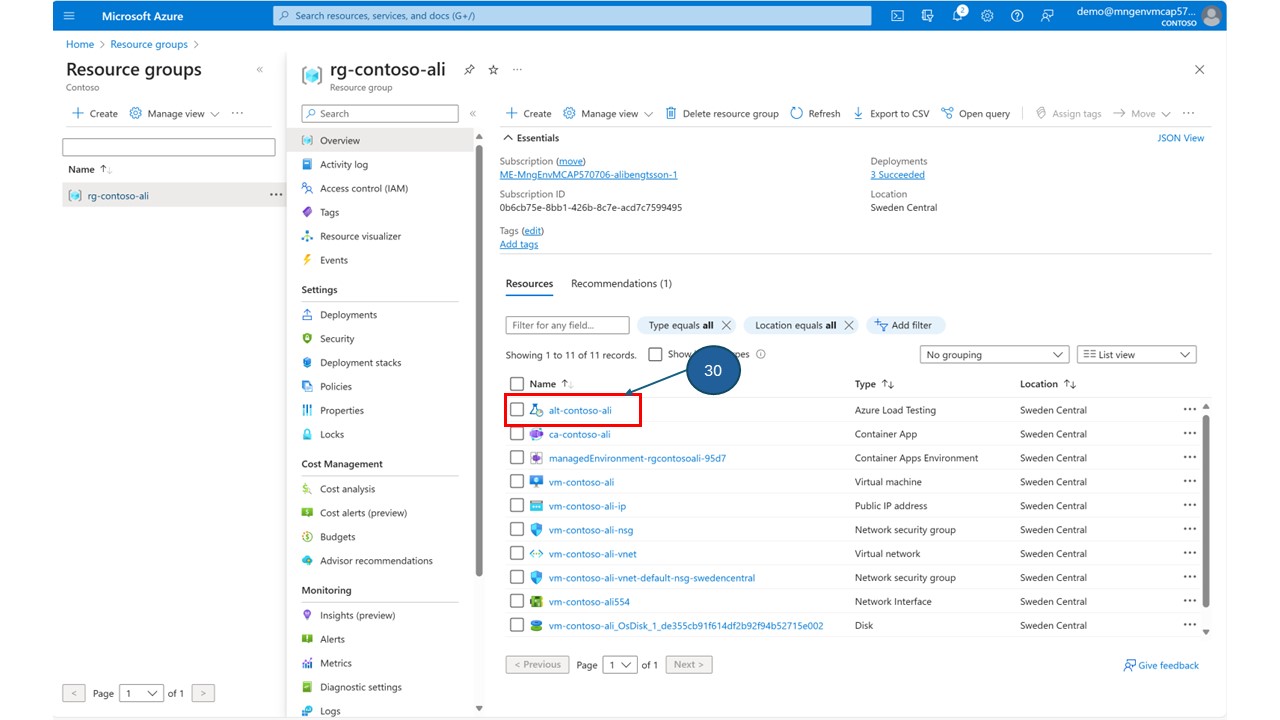 Microsoft Azure
Search resources, services, and docs (G+/)
2
demo@mngenvmcap57...
CONTOSO
Home > Resource groups >
Resource groups
Contoso
Create
Manage view
Name
rg-contoso-ali
Page 1 of 1
rg-contoso-ali
Resource group
Search
Overview
Activity log
Access control (IAM)
Tags
Resource visualizer
Events
Settings
Deployments
Security
Deployment stacks
Policies
Properties
Locks
Cost Management
Cost analysis
Cost alerts (preview)
Budgets
Advisor recommendations
Monitoring
Insights (preview)
Alerts
Metrics
Diagnostic settings
Logs
Create Manage view Delete resource group Refresh Export to CSV Open query Assign tags Move
Essentials
JSON View
Subscription (move)
ME-MngEnvMCAP570706-alibengtsson-1
Subscription ID
0b6cb75e-8bb1-426b-8c7e-acd7c7599495
Deployments
3 Succeeded
Location
Sweden Central
Tags (edit)
Add tags
Resources Recommendations (1)
Filter for any field...
Type equals all
Location equals all
Add filter
Showing 1 to 11 of 11 records.
Show
30
No grouping
List view
Name Type Location
alt-contoso-ali Azure Load Testing Sweden Central
ca-contoso-ali Container App Sweden Central
managedEnvironment-rgcontosoali-95d7 Container Apps Environment Sweden Central
vm-contoso-ali Virtual machine Sweden Central
vm-contoso-ali-ip Public IP address Sweden Central
vm-contoso-ali-nsg Network security group Sweden Central
vm-contoso-ali-vnet Virtual network Sweden Central
vm-contoso-ali-vnet-default-nsg-swedencentral Network security group Sweden Central
vm-contoso-ali554 Network Interface Sweden Central
vm-contoso-ali_OsDisk_1_de355cb91f614df2b92f94b52715e002 Disk Sweden Central
< Previous Page 1 of 1 Next >
Give feedback